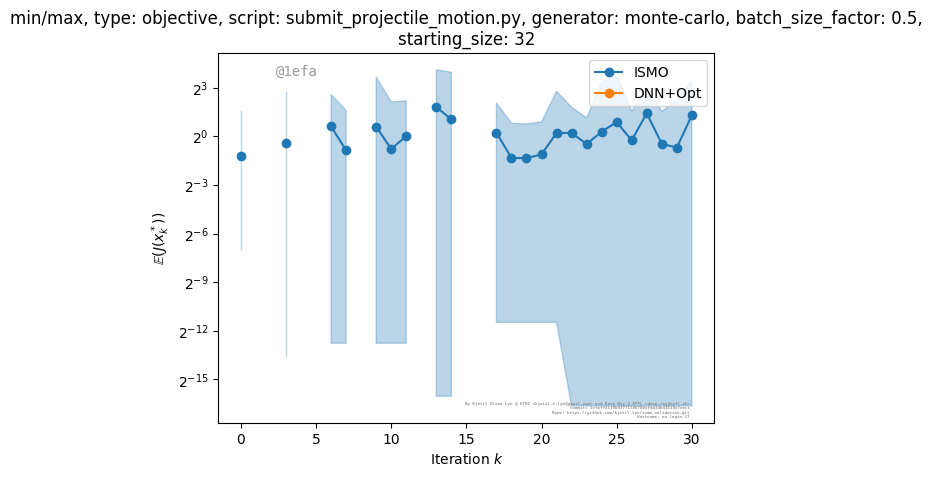 min/max, type: objective, script: submit_projectile_motion.py, generator: monte-carlo, batch_size_factor: 0.5,
starting_size: 32
@1efa
ISMO
DNN+Opt
2^3
2^0
2^−3
2^−6
2^−9
2^−12
2^−15
𝔼(J(x_k^*))
0 5 10 15 20 25 30
Iteration k